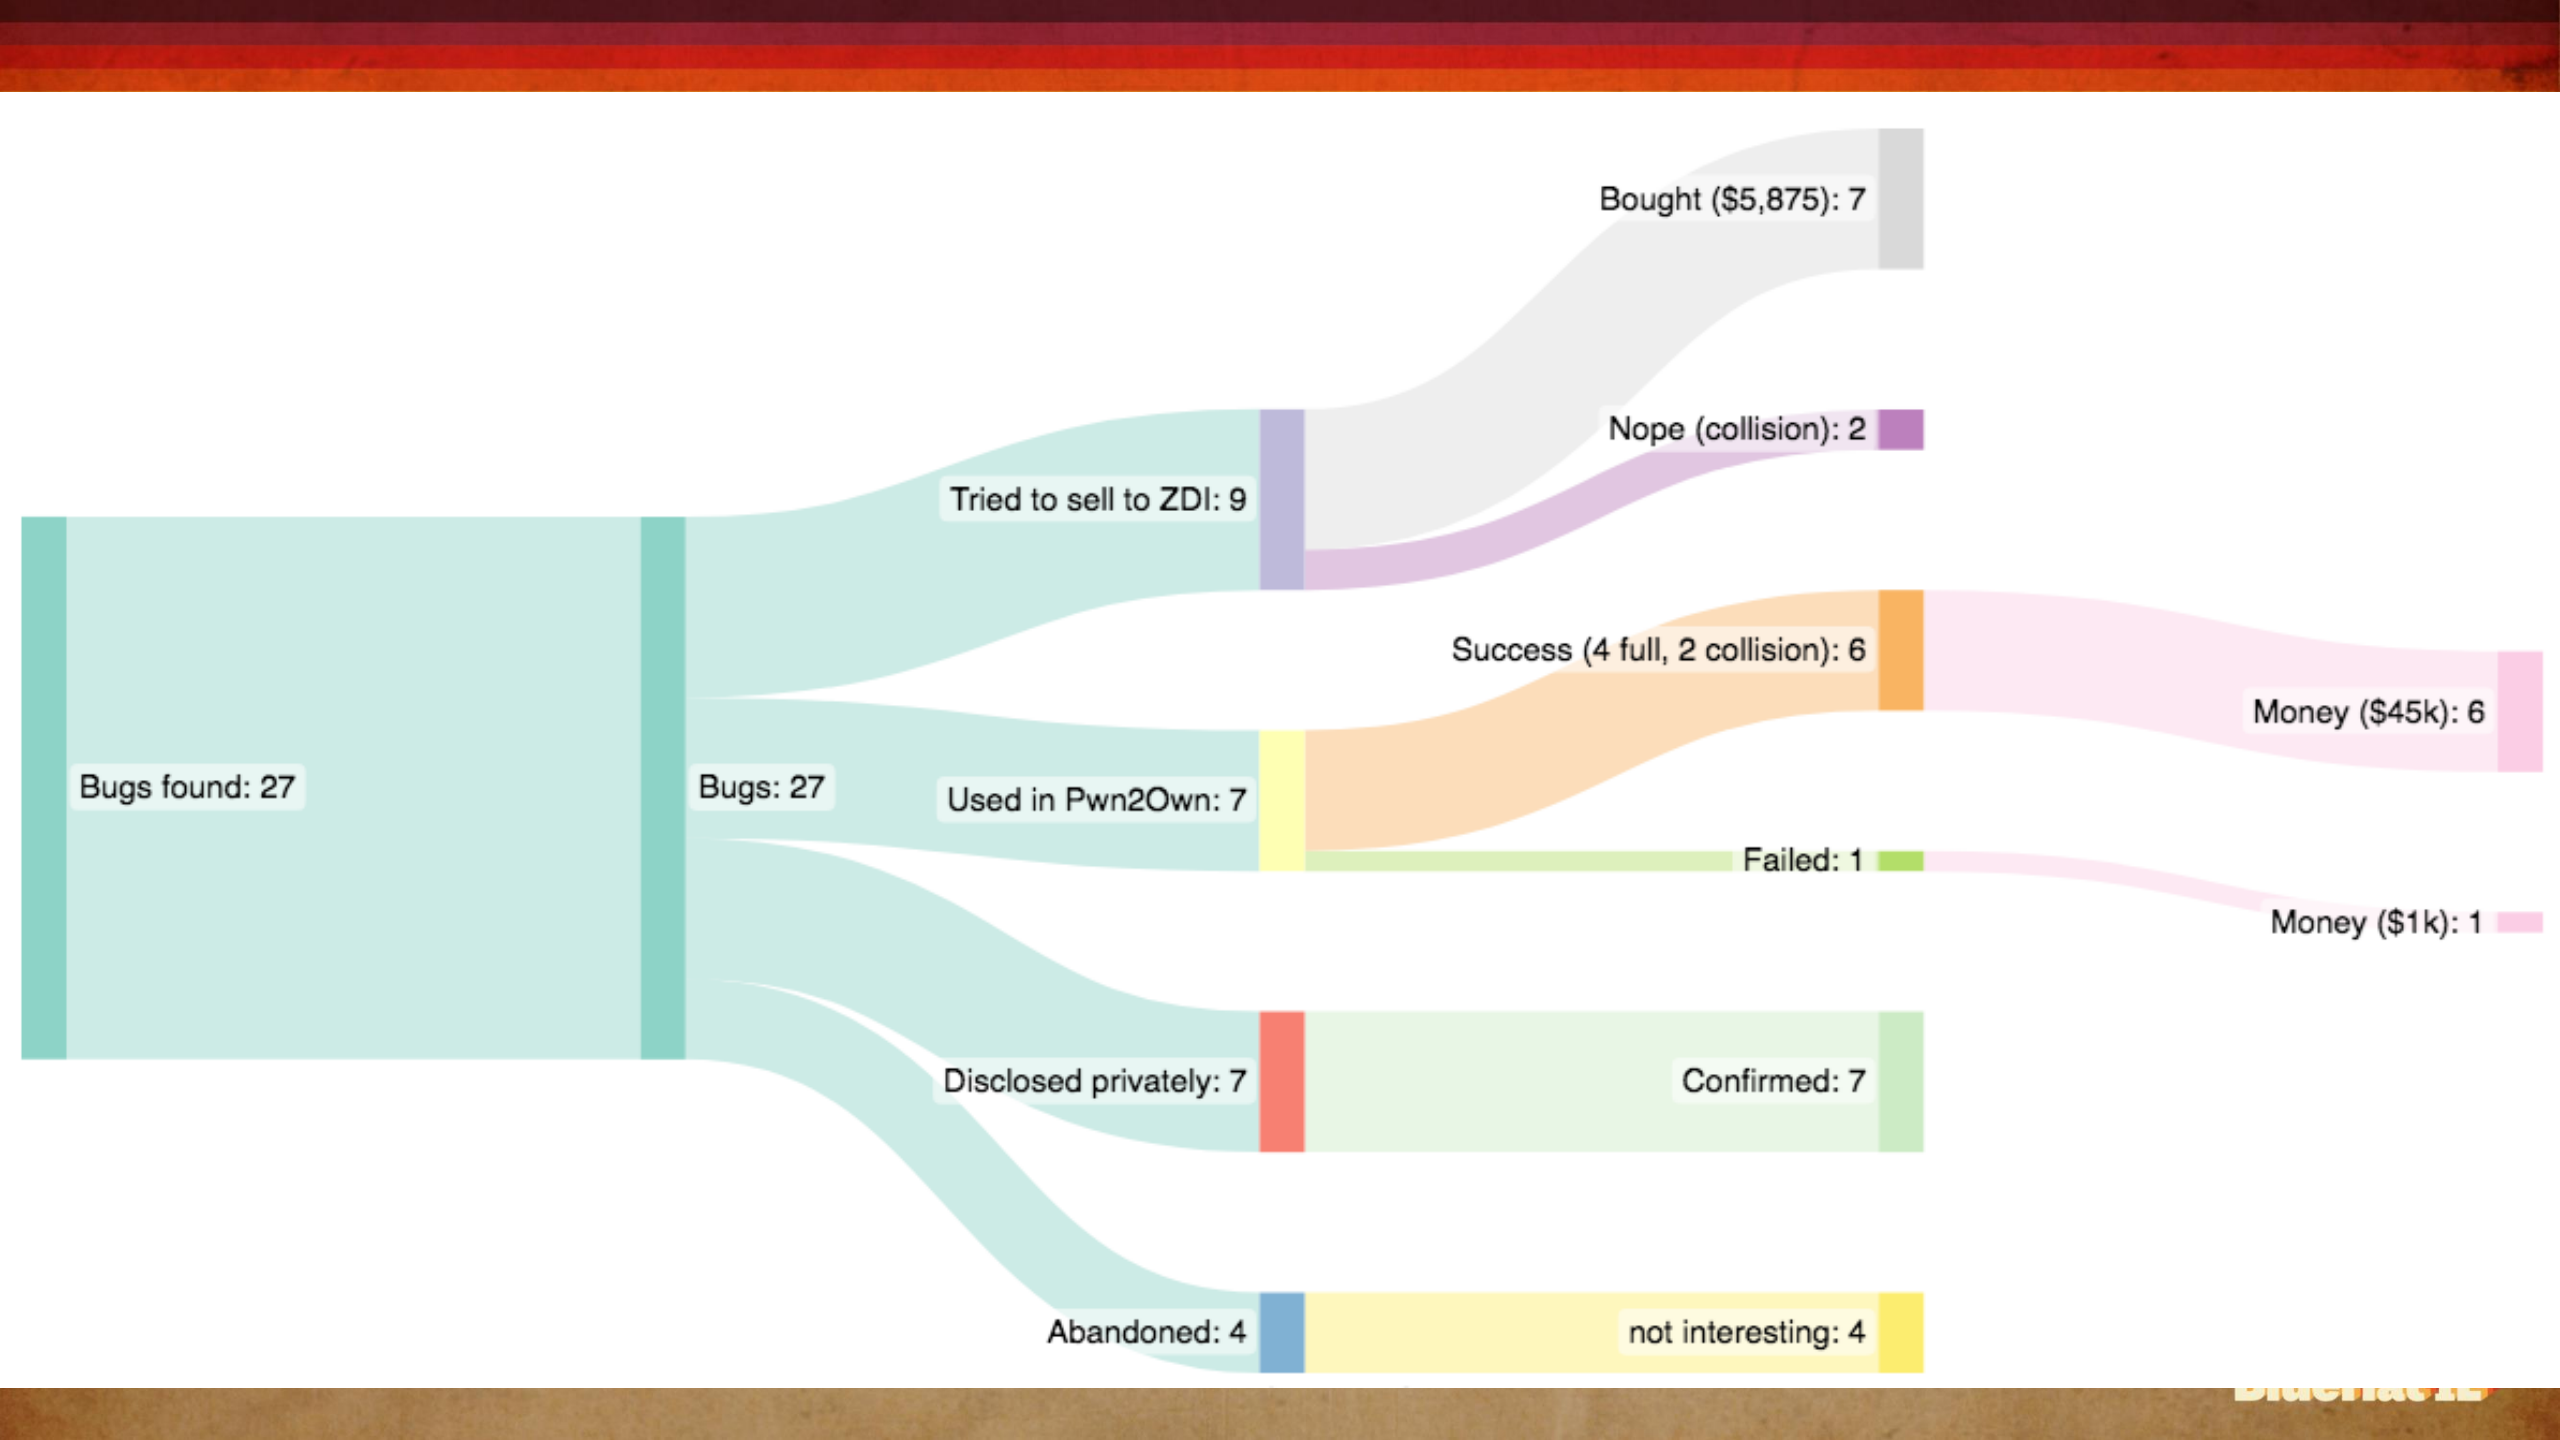 Bought ($5,875): 7
Nope (collision): 2
Tried to sell to ZDI: 9
Success (4 full, 2 collision): 6
Money ($45k): 6
Bugs found: 27
Bugs: 27
Used in Pwn2Own: 7
Failed: 1
Money ($1k): 1
Disclosed privately: 7
Confirmed: 7
Abandoned: 4
not interesting: 4